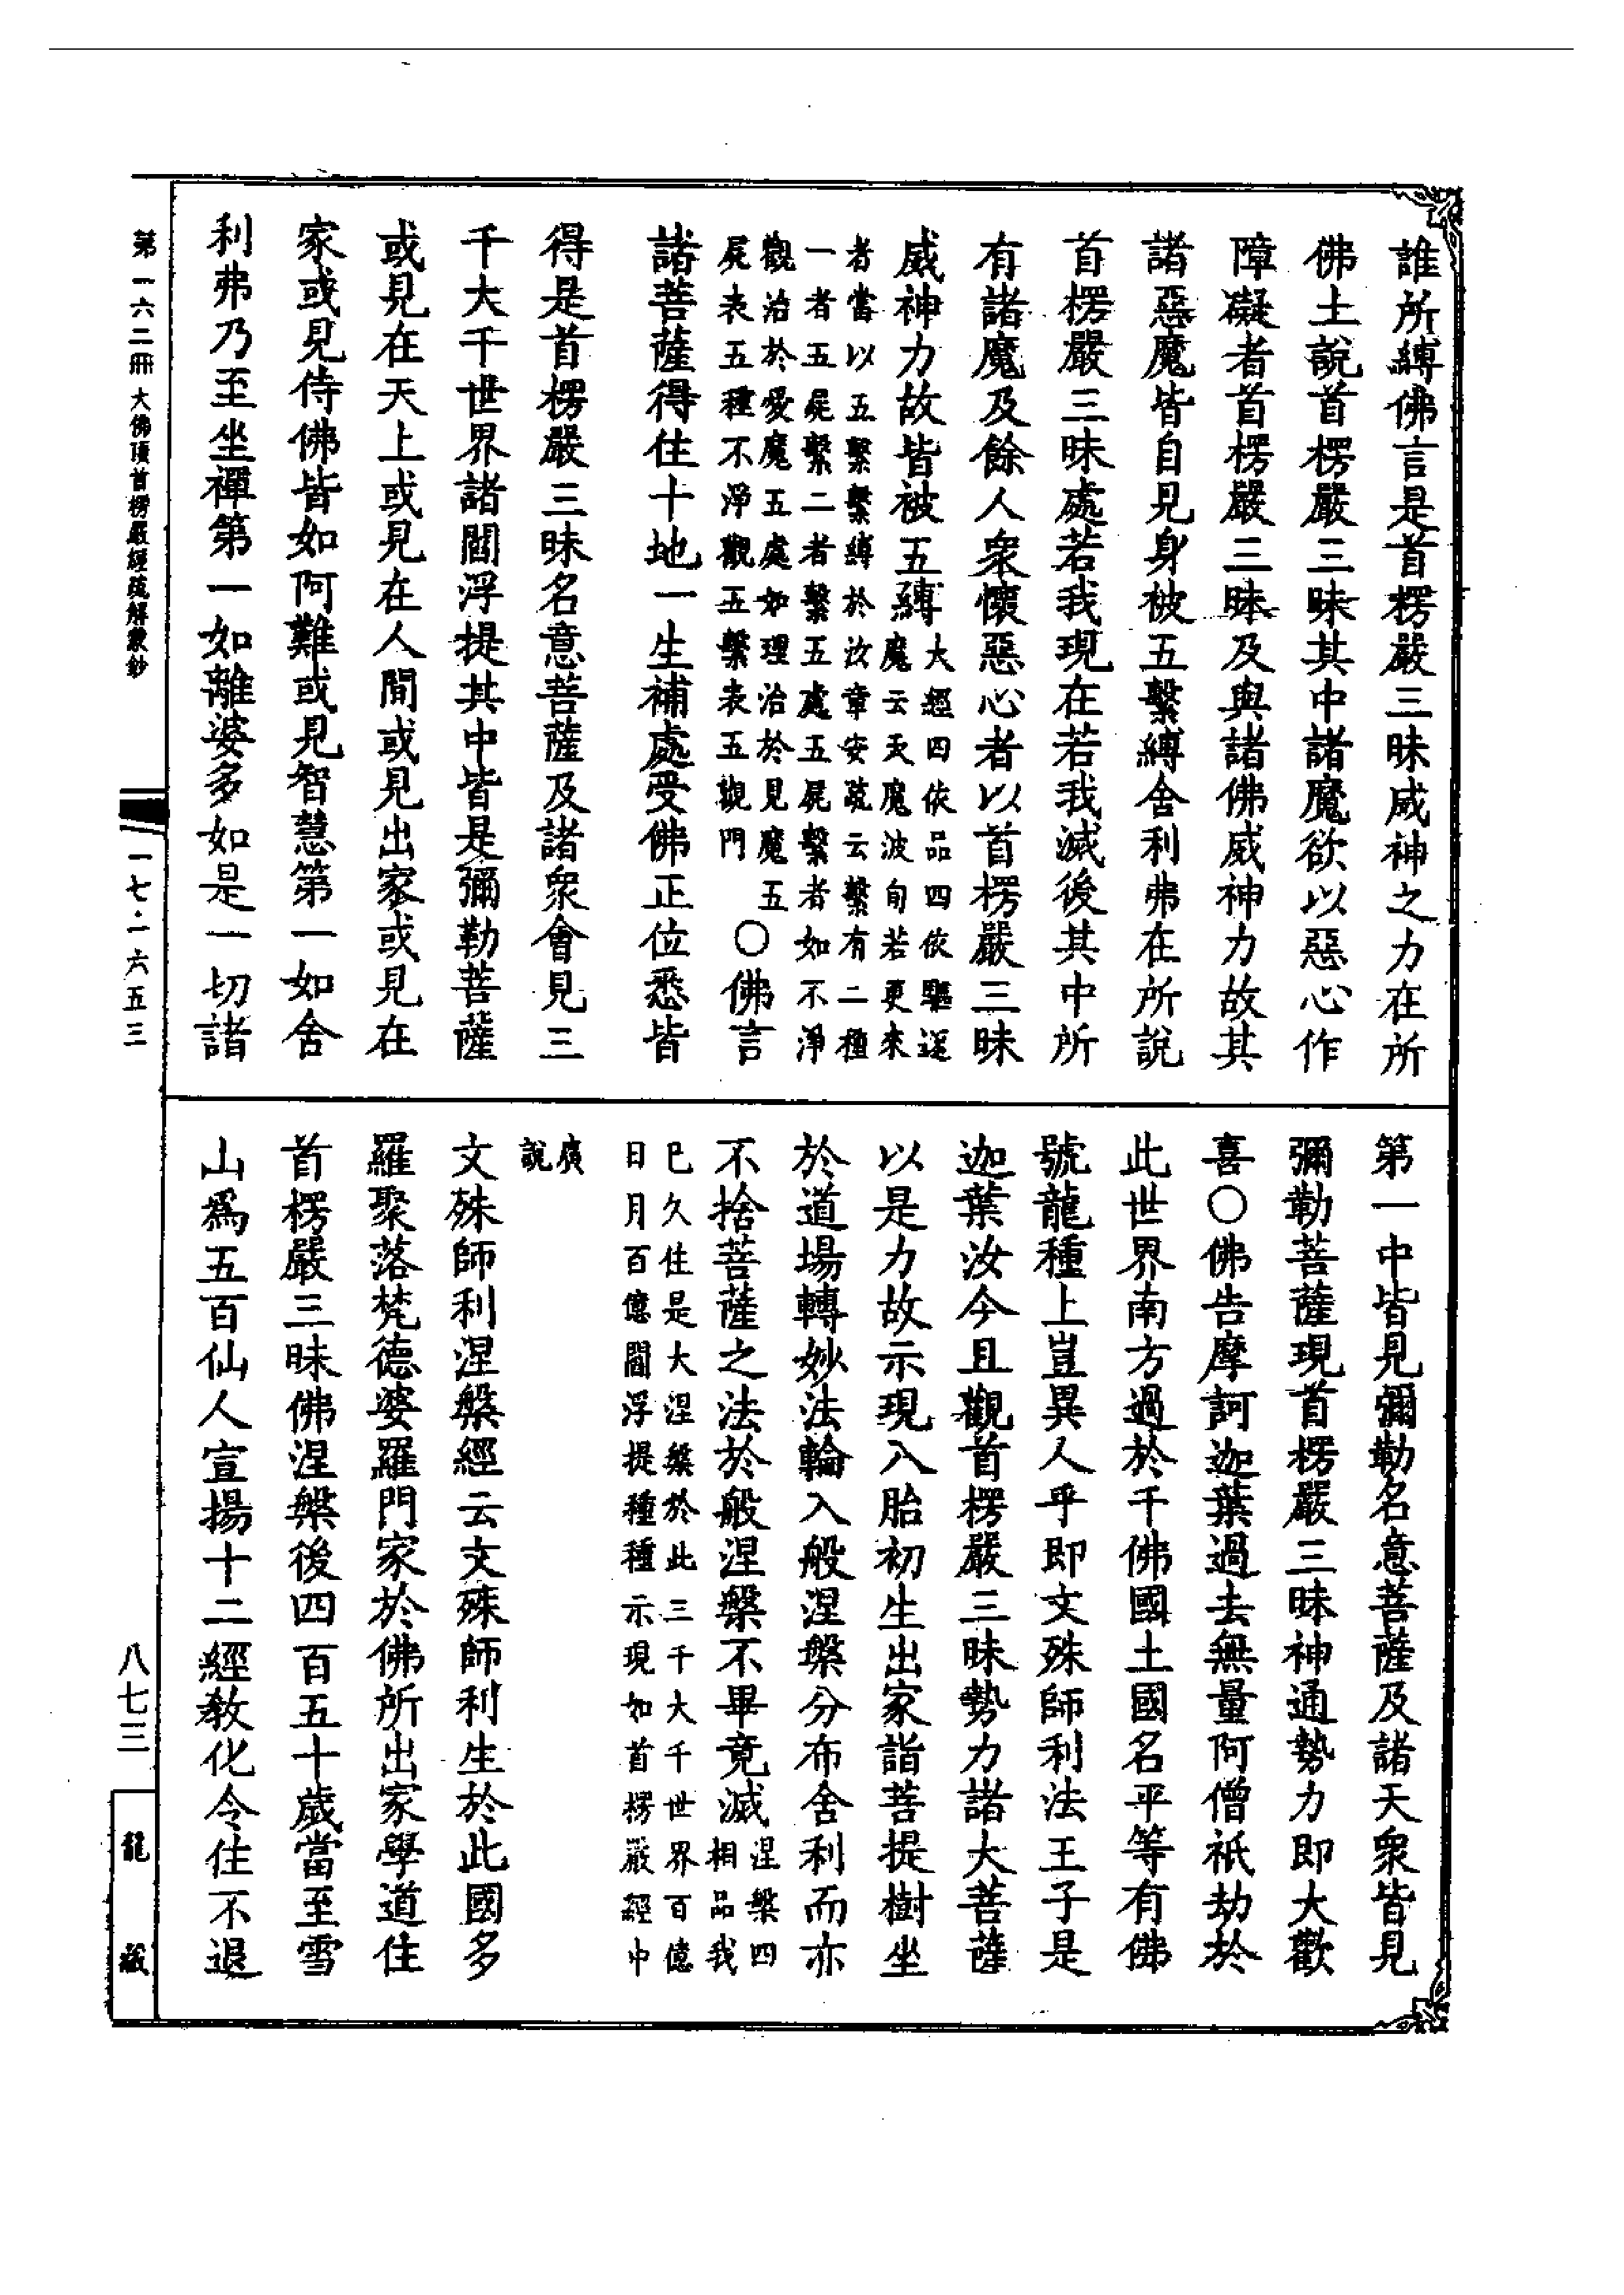 誰所縛佛言是首楞嚴三昧威神之力在所
佛土說首楞嚴三昧其中諸魔欲以惡心作
障礙者首楞嚴三昧及與諸佛威神力故其
諸惡魔皆自見身被五繫縛舍利弗在所說
首楞嚴三昧處若我現在若我滅後其中所
有諸魔及餘人衆懷惡心者以首楞嚴三昧
威神力故皆被五縛
大經四依品四依驅逆
魔云天魔波旬若更來
者當以五繫繫縛於汝章安疏云繫有二種
一者五屍繫二者繫五處五屍繫者如不淨
觀治於愛魔五處如理治於見魔五
屍表五種不淨觀五繫表五觀門
○佛言
諸菩薩得住十地一生補處受佛正位悉皆
得是首楞嚴三昧名意菩薩及諸衆會見三
千大千世界諸閻浮提其中皆是彌勒菩薩
或見在天上或見在人間或見出家或見在
家或見侍佛皆如阿難或見智慧第一如舍
利弗乃至坐禪第一如離婆多如是一切諸
第一中皆見彌勒名意菩薩及諸天衆皆見
彌勒菩薩現首楞嚴三昧神通勢力即大歡
喜○佛告摩訶迦葉過去無量阿僧祇劫於
此世界南方過於千佛國土國名平等有佛
號龍種上豈異人乎即文殊師利法王子是
迦葉汝今且觀首楞嚴三昧勢力諸大菩薩
以是力故示現入胎初生出家詣菩提樹坐
於道場轉妙法輪入般涅槃分布舍利而亦
不捨菩薩之法於般涅槃不畢竟滅
涅槃四
相品我
已久住是大涅槃於此三千大千世界百億
日月百億閻浮提種種示現如首楞嚴經中
廣
說
文殊師利涅槃經云文殊師利生於此國多
羅聚落梵德婆羅門家於佛所出家學道住
首楞嚴三昧佛涅槃後四百五十歲當至雪
山爲五百仙人宣揚十二經教化令住不退
第一六二冊 大佛頂首楞嚴經疏解蒙鈔
一七·一六五三
八七三
龍藏